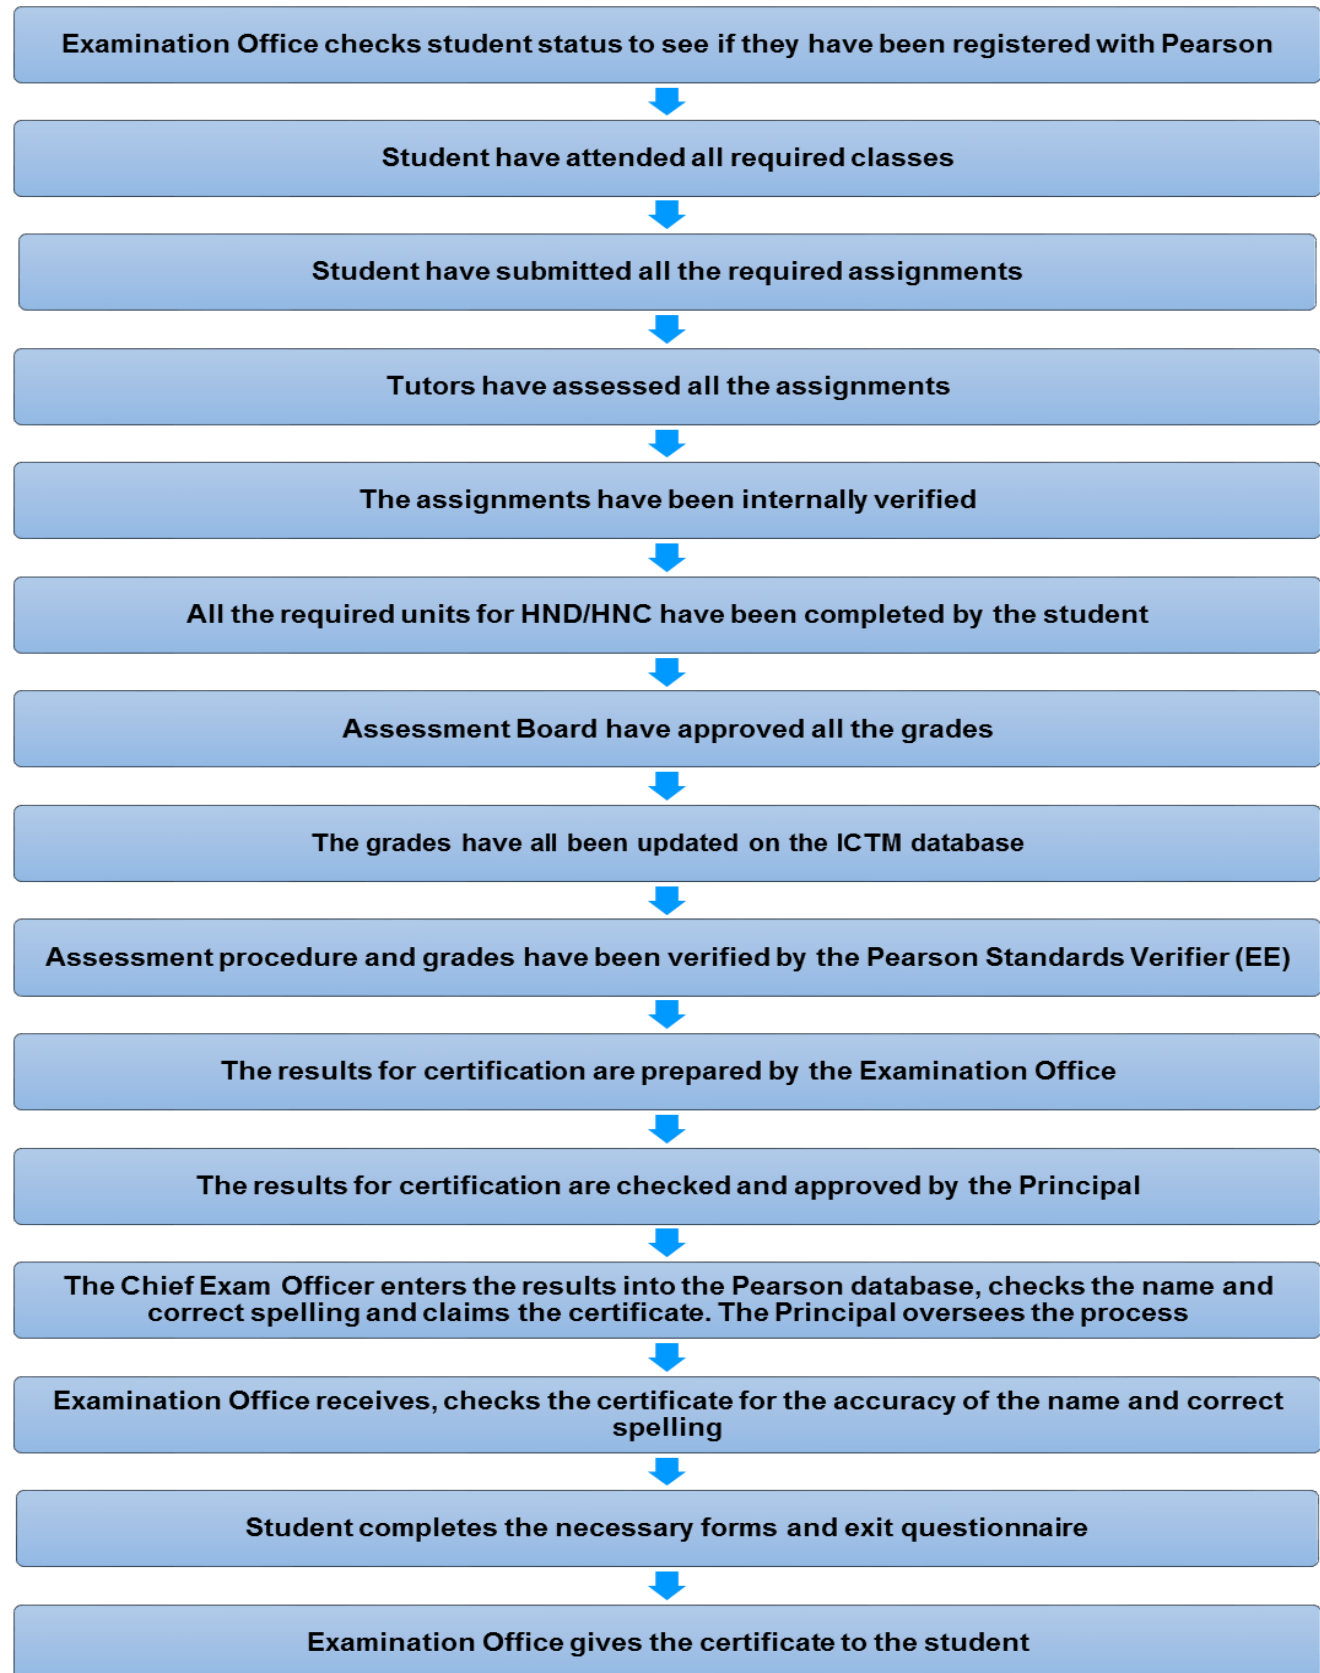 Examination Office checks student status to see if they have been registered with Pearson
Student have attended all required classes
Student have submitted all the required assignments
Tutors have assessed all the assignments
The assignments have been internally verified
All the required units for HND/HNC have been completed by the student
Assessment Board have approved all the grades
The grades have all been updated on the ICTM database
Assessment procedure and grades have been verified by the Pearson Standards Verifier (EE)
The results for certification are prepared by the Examination Office
The results for certification are checked and approved by the Principal
The Chief Exam Officer enters the results into the Pearson database, checks the name and
correct spelling and claims the certificate. The Principal oversees the process
Examination Office receives, checks the certificate for the accuracy of the name and correct
spelling
Student completes the necessary forms and exit questionnaire
Examination Office gives the certificate to the student